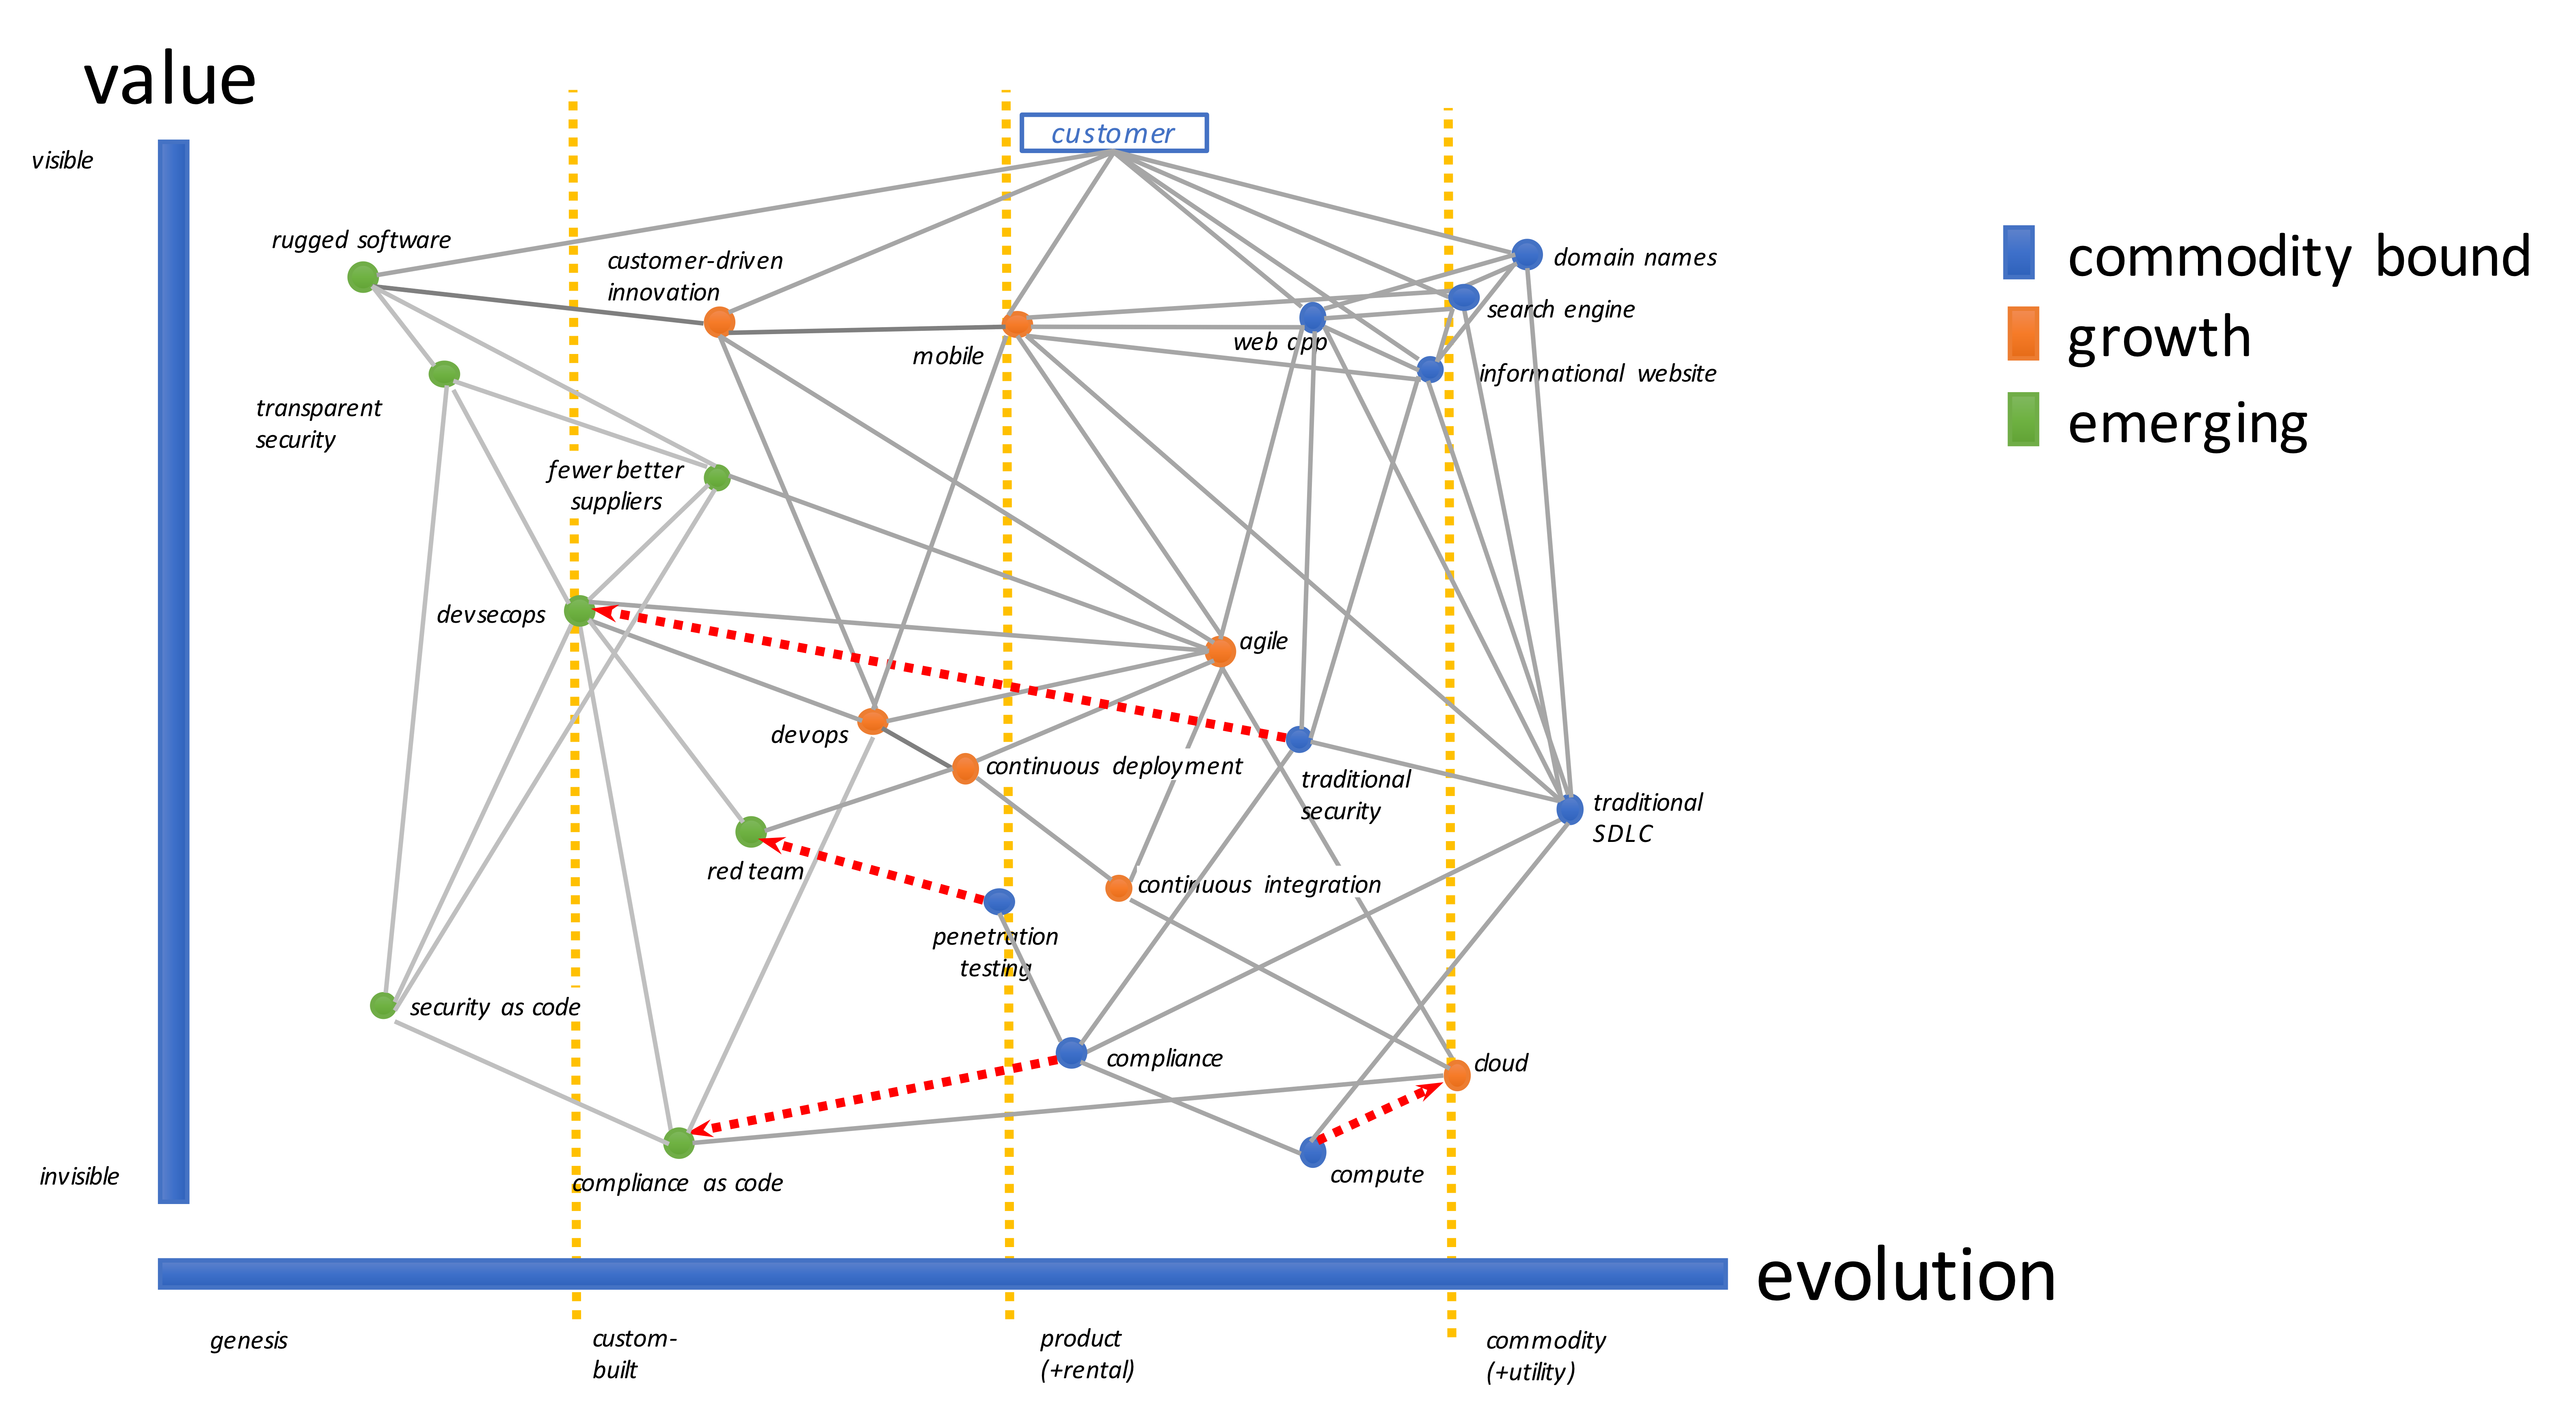 value
visible
customer
rugged software
customer-driven
innovation
domain names
search engine
web app
mobile
informational website
transparent
security
fewer better
suppliers
devsecops
agile
devops
continuous deployment
traditional
security
traditional
SDLC
red team
continuous integration
penetration
testing
security as code
compliance
cloud
compliance as code
compute
invisible
evolution
genesis
custom-
built
product
(+rental)
commodity
(+utility)
commodity bound
growth
emerging